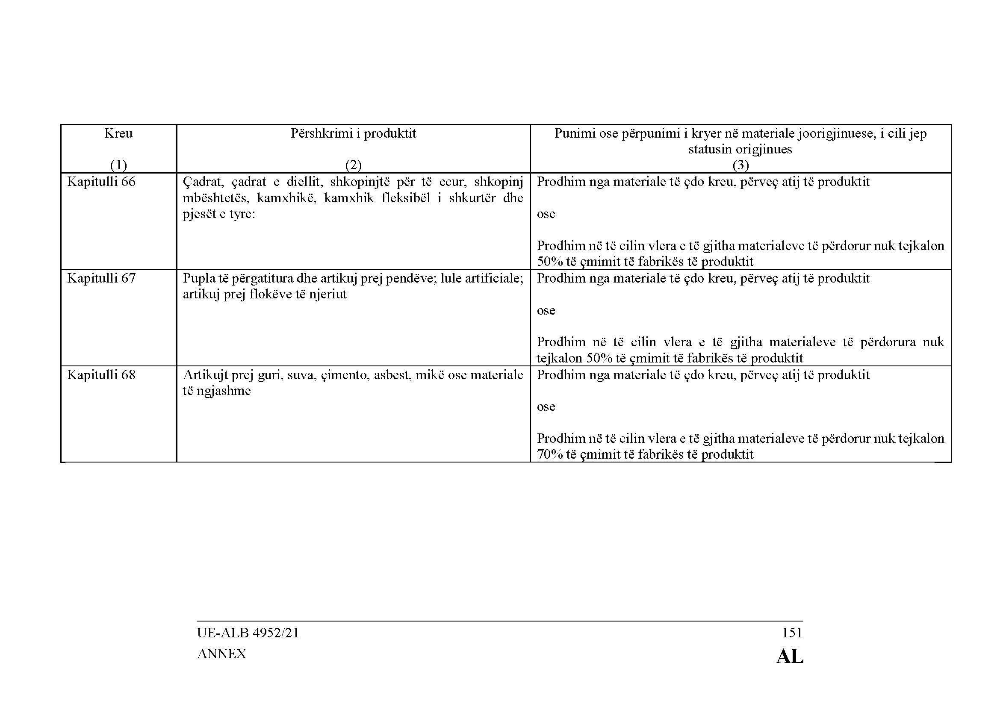 Kreu
(1)
Përshkrimi i produktit
(2)
Punimi ose përpunimi i kryer në materiale joorigjinuese, i cili jep
statusin origjinues
(3)
Kapitulli 66
Çadrat, çadrat e diellit, shkopinjtë për të ecur, shkopinj
mbështetës, kamxhikë, kamxhik fleksibël i shkurtër dhe
pjesët e tyre:
Prodhim nga materiale të çdo kreu, përveç atij të produktit
ose
Prodhim në të cilin vlera e të gjitha materialeve të përdorur nuk tejkalon
50% të çmimit të fabrikës të produktit
Kapitulli 67
Pupla të përgatitura dhe artikuj prej pendëve; lule artificiale;
artikuj prej flokëve të njeriut
Prodhim nga materiale të çdo kreu, përveç atij të produktit
ose
Prodhim në të cilin vlera e të gjitha materialeve të përdorura nuk
tejkalon 50% të çmimit të fabrikës të produktit
Kapitulli 68
Artikujt prej guri, suva, çimento, asbest, mikë ose materiale
të ngjashme
Prodhim nga materiale të çdo kreu, përveç atij të produktit
ose
Prodhim në të cilin vlera e të gjitha materialeve të përdorur nuk tejkalon
70% të çmimit të fabrikës të produktit
UE-ALB 4952/21
151
ANNEX
AL